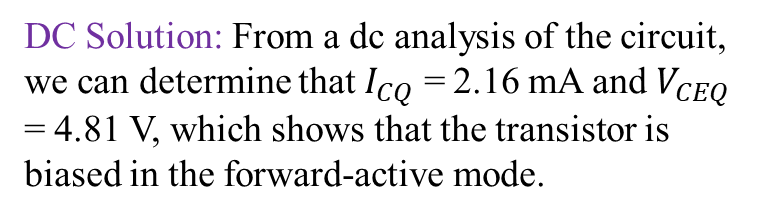 DC Solution: From a dc analysis of the circuit,
we can determine that I_CQ = 2.16 mA and V_CEQ
= 4.81 V, which shows that the transistor is
biased in the forward-active mode.